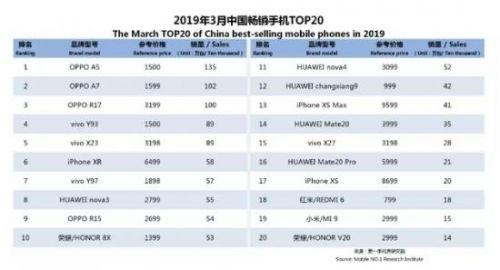 2019年3月中国畅销手机TOP20
The March TOP20 of China best-selling mobile phones in 2019
排名 品牌型号 参考价格 销量 / Sales 排名 品牌型号 参考价格 销量 / Sales
Ranking Brand model Reference price (Unit : 万台/ Ten thousand ) Ranking Brand model Reference price (Unit : 万台/ Ten thousand )
1 OPPO A5 1500 135 11 HUAWEI nova4 3099 52
2 OPPO A7 1599 102 12 HUAWEI changxiang9 999 42
3 OPPO R17 3199 100 13 iPhone XS Max 9599 41
4 vivo Y93 1500 89 14 HUAWEI Mate20 3999 35
5 vivo X23 3198 89 15 vivo X27 3198 28
6 iPhone XR 6499 58 16 HUAWEI Mate20 Pro 5999 21
7 vivo Y97 1898 57 17 iPhone XS 8699 20
8 HUAWEI nova3 2799 55 18 红米/REDMI 6 799 18
9 OPPO R15 2699 54 19 小米/MI 9 2999 15
10 荣耀/HONOR 8X 1399 53 20 荣耀/HONOR V20 2999 14
来源：第一手机界研究院
Source: Mobile NO.1 Research Institute